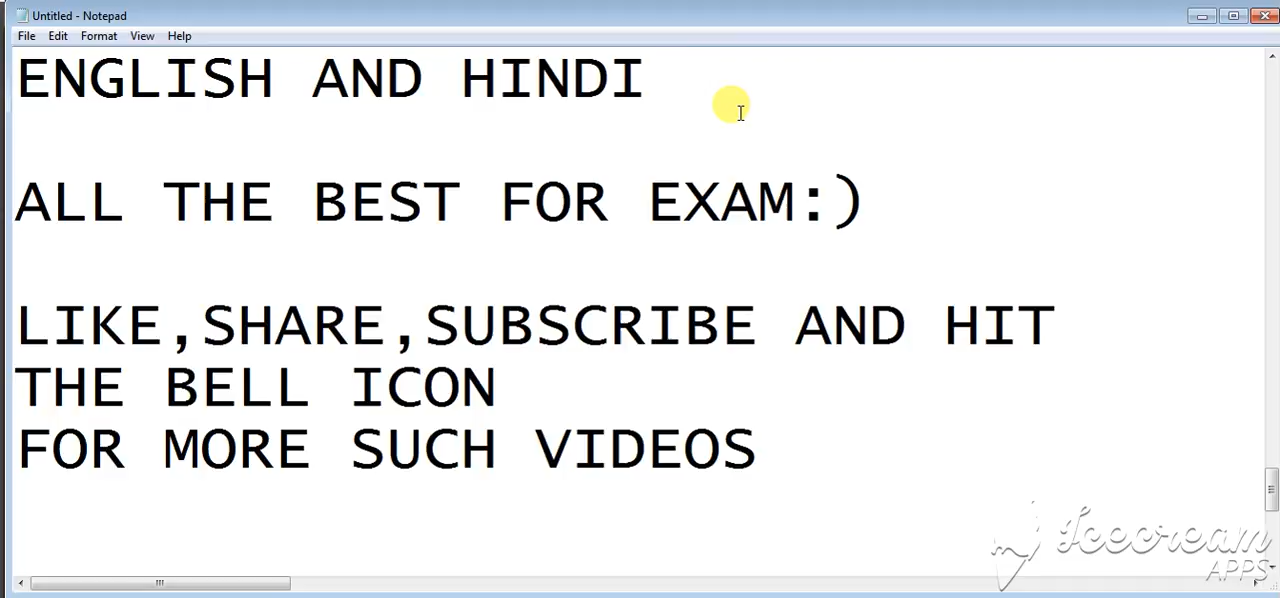 Untitled - Notepad
File Edit Format View Help
ENGLISH AND HINDI
ALL THE BEST FOR EXAM:)
LIKE,SHARE,SUBSCRIBE AND HIT
THE BELL ICON
FOR MORE SUCH VIDEOS
Icecream
APPS